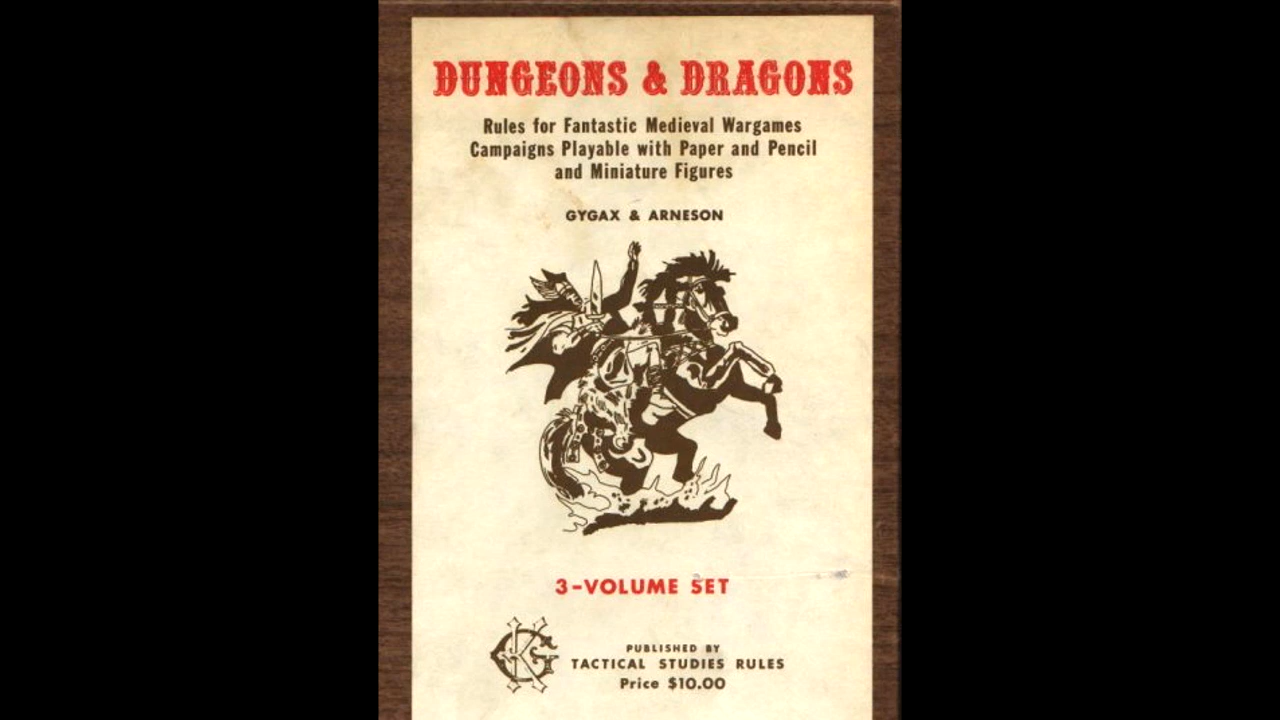 DUNGEONS & DRAGONS
Rules for Fantastic Medieval Wargames
Campaigns Playable with Paper and Pencil
and Miniature Figures
GYGAX & ARNESON
3-VOLUME SET
GK
PUBLISHED BY
TACTICAL STUDIES RULES
Price $10.00